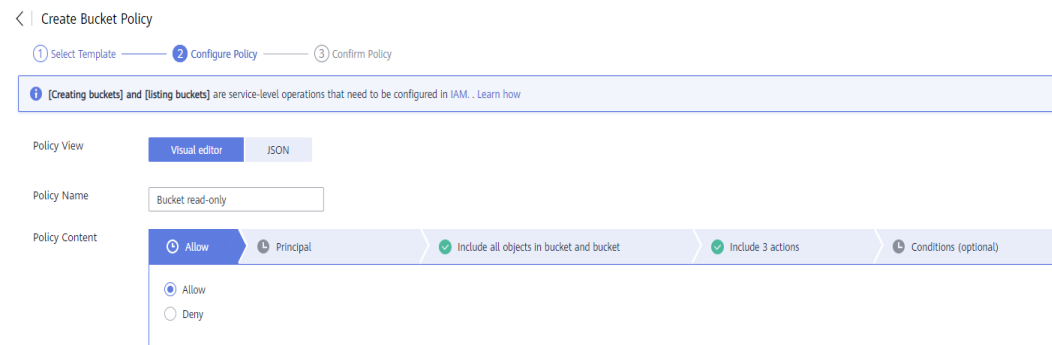 Create Bucket Policy
1 Select Template 2 Configure Policy 3 Confirm Policy
[Creating buckets] and [listing buckets] are service-level operations that need to be configured in IAM. . Learn how
Policy View Visual editor JSON
Policy Name Bucket read-only
Policy Content Allow Principal Include all objects in bucket and bucket Include 3 actions Conditions (optional)
Allow
Deny